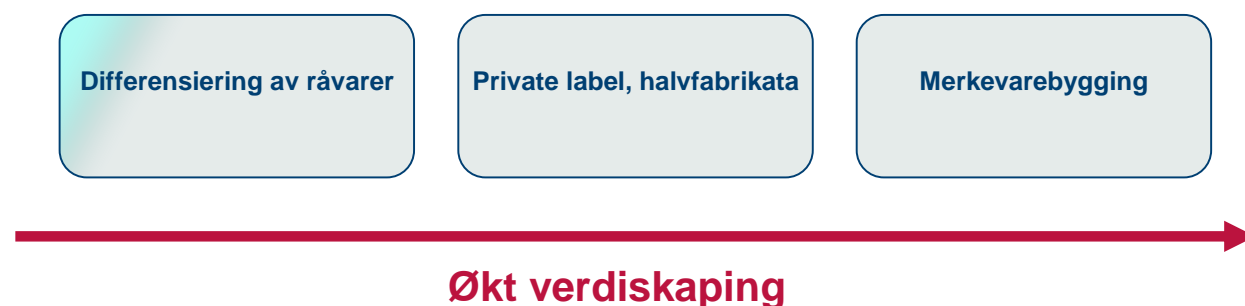 Differensiering av råvarer
Private label, halvfabrikata
Merkevarebygging
Økt verdiskaping